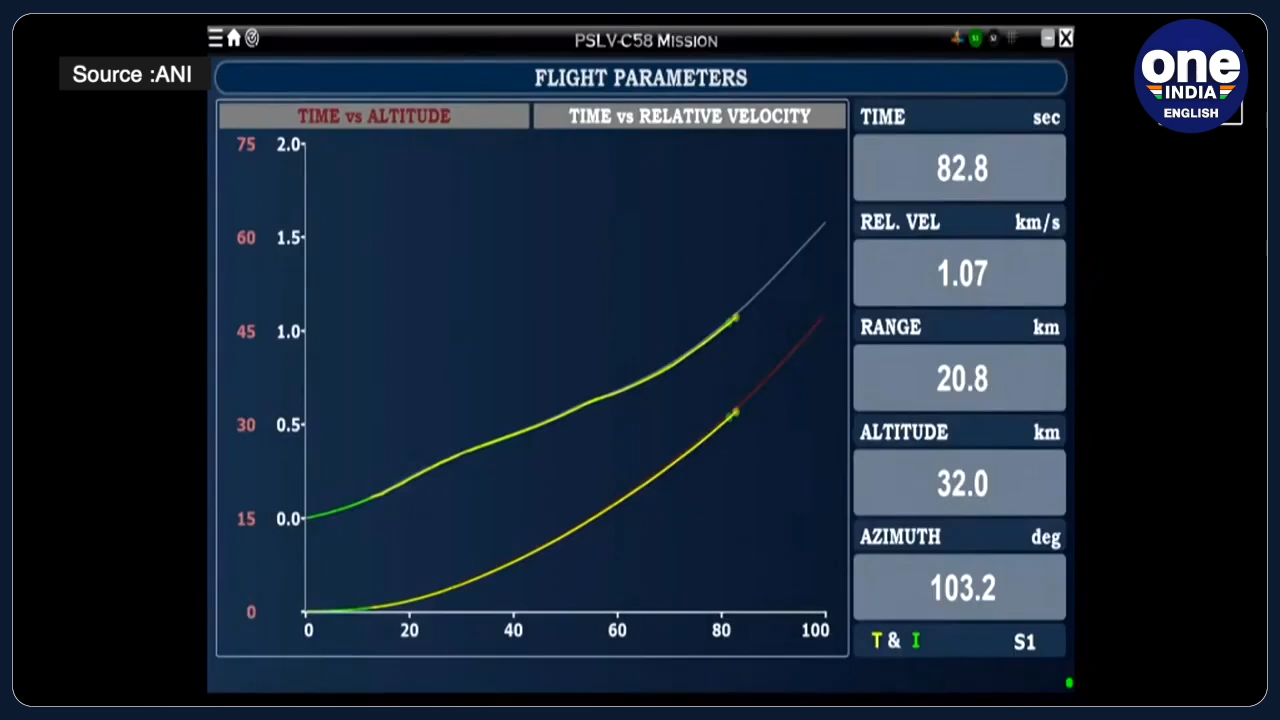 PSLV-C58 MISSION
Source :ANI
one
INDIA
ENGLISH
FLIGHT PARAMETERS
TIME vs ALTITUDE
TIME vs RELATIVE VELOCITY
75 2.0
60 1.5
45 1.0
30 0.5
15 0.0
0
0 20 40 60 80 100
TIME sec
82.8
REL. VEL km/s
1.07
RANGE km
20.8
ALTITUDE km
32.0
AZIMUTH deg
103.2
T & I S1